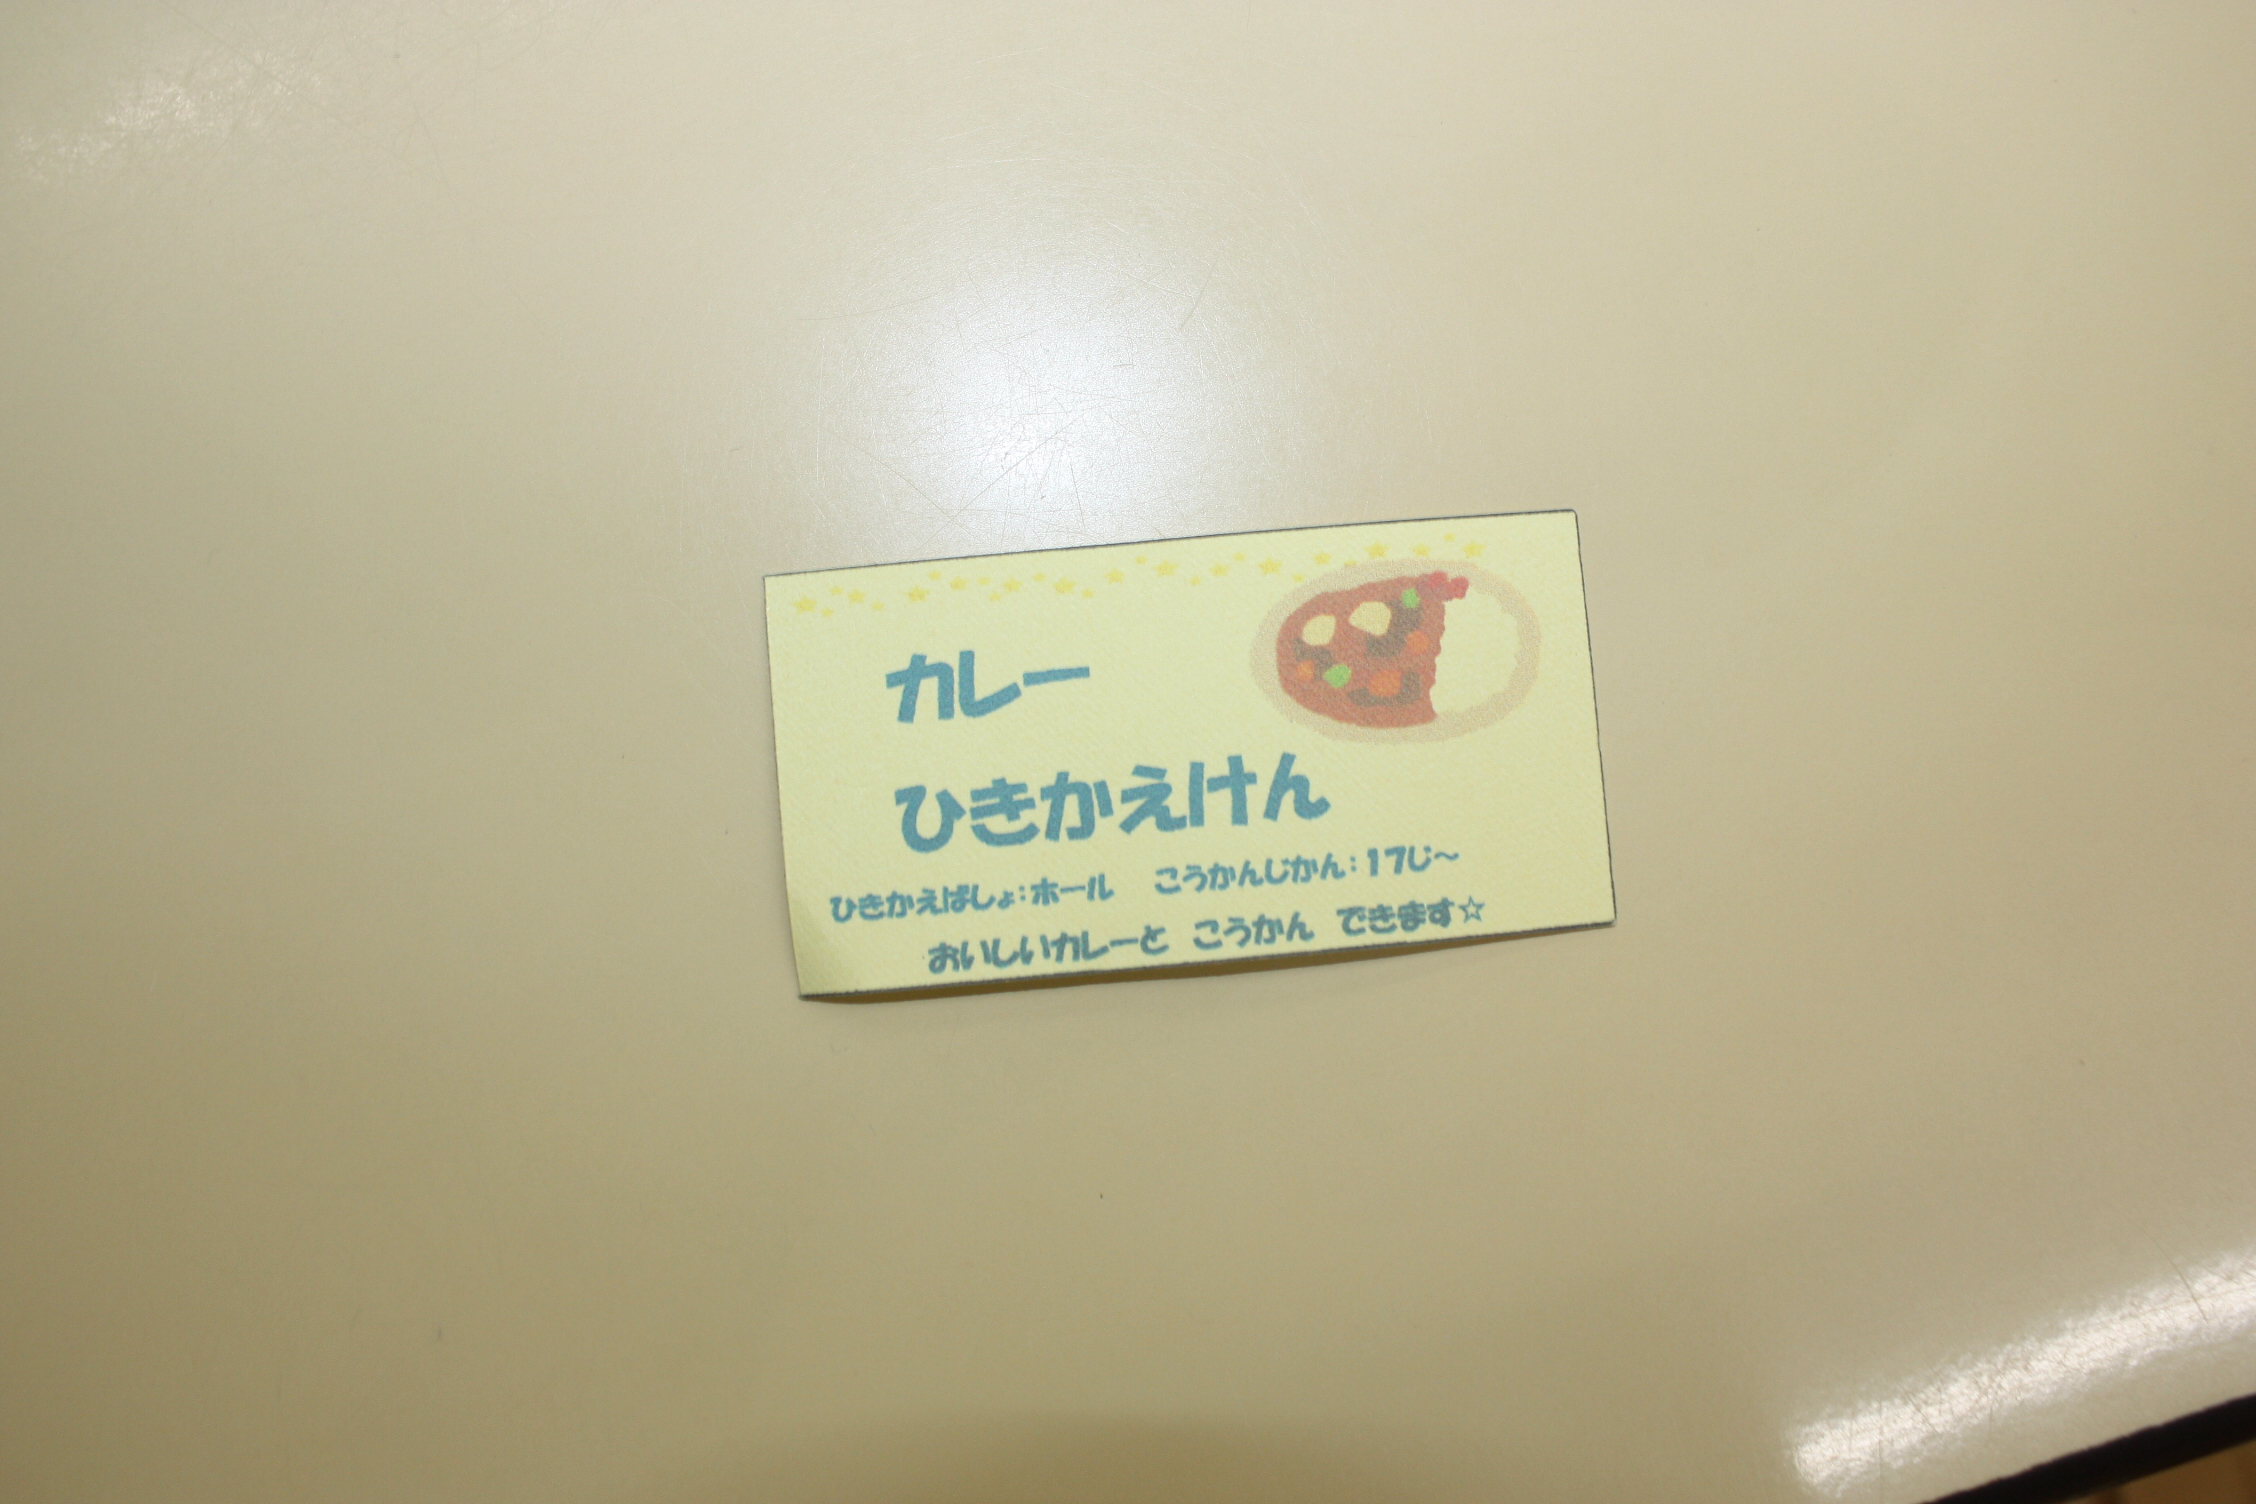 カレー
ひきかえけん
ひきかえばしょ:ホール　こうかんじかん:17じ～
おいしいカレーと　こうかん　できます☆